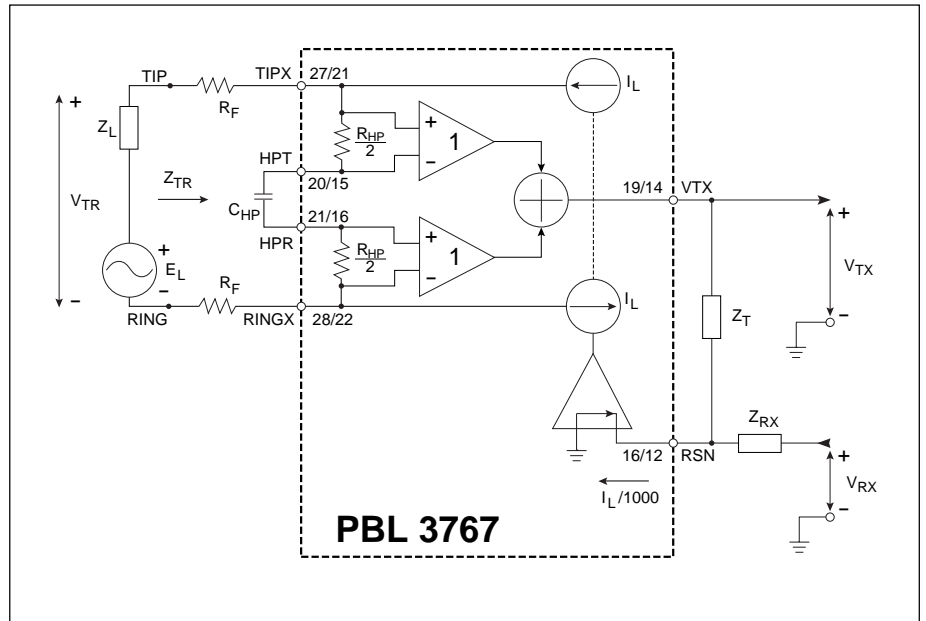 TIP
R_F
TIPX
27/21
I_L
+
Z_L
V_TR
Z_TR
HPT
R_HP
2
+
1
−
20/15
C_HP
19/14
VTX
21/16
HPR
R_HP
2
+
1
−
+
E_L
−
−
RING
R_F
RINGX
28/22
I_L
+
V_TX
−
Z_T
Z_RX
16/12
RSN
I_L/1000
+
V_RX
−
PBL 3767